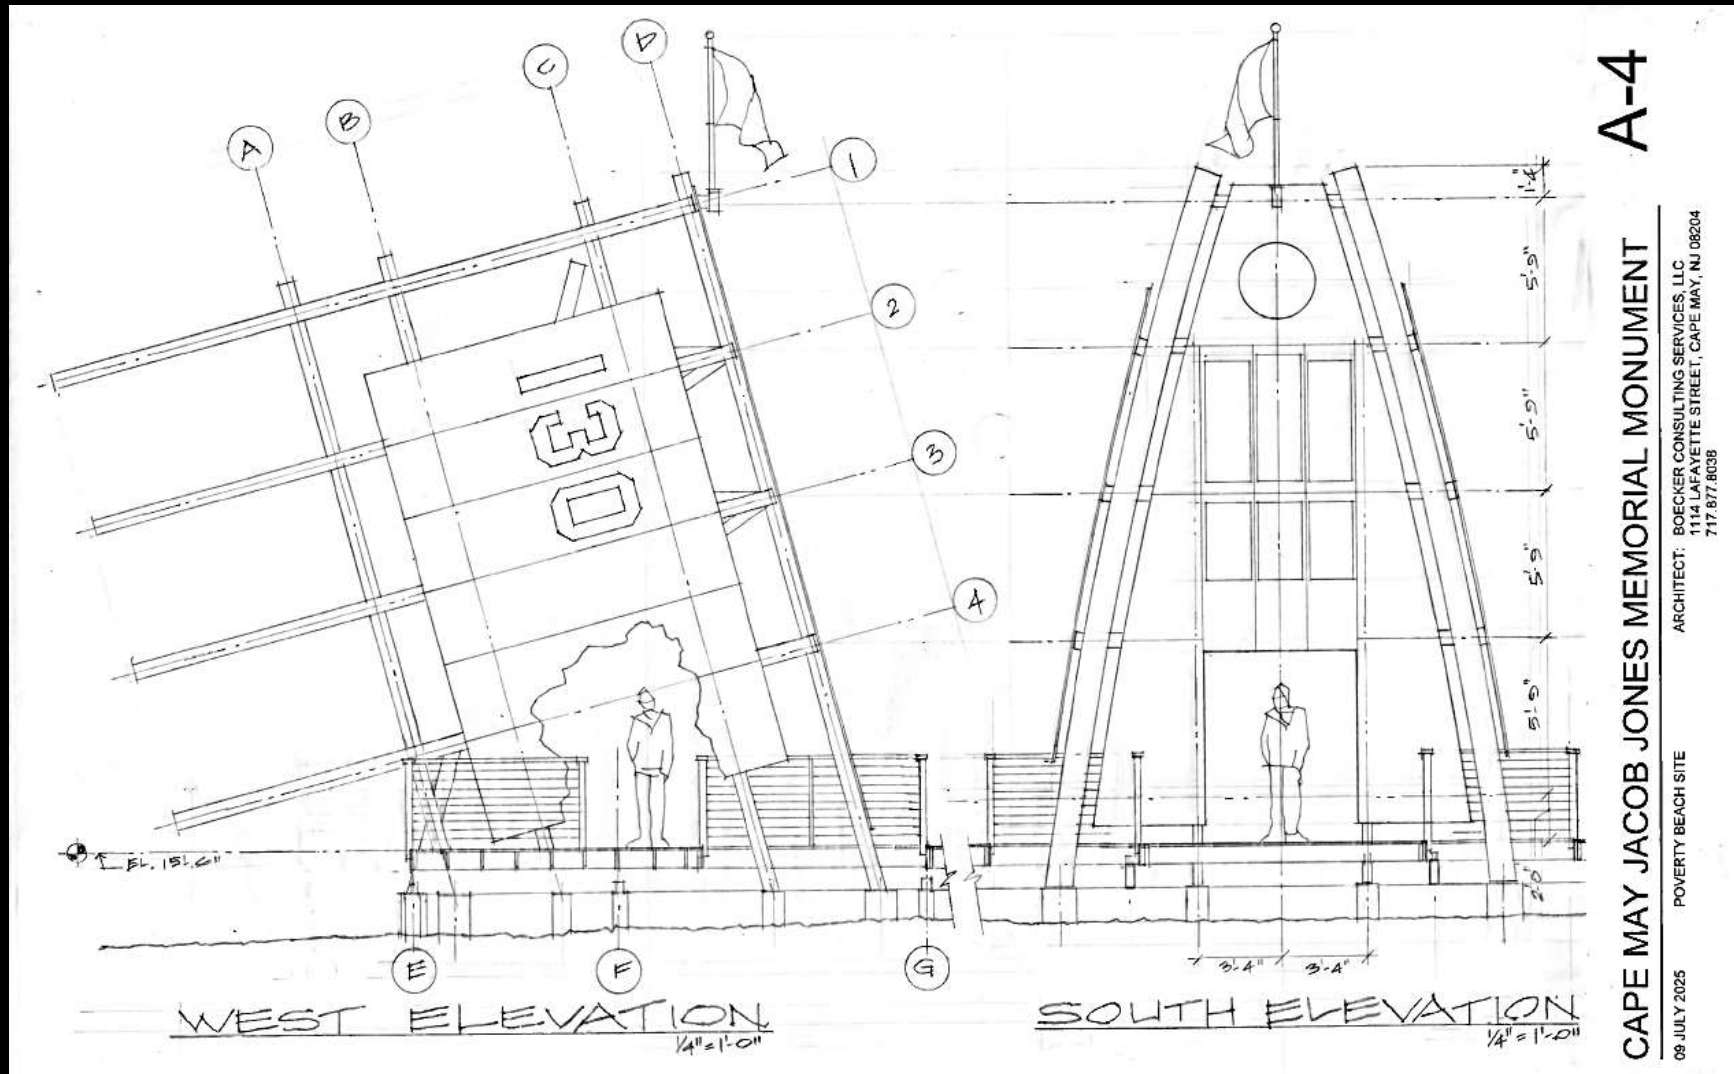 A
B
C
D
1
2
3
4
130
EL. 15'-6"
E
F
G
WEST ELEVATION
1/4" = 1'-0"
1'-4"
5'-9"
5'-9"
5'-9"
5'-9"
2'-0"
3'-4"
3'-4"
SOUTH ELEVATION
1/4" = 1'-0"
A-4
CAPE MAY JACOB JONES MEMORIAL MONUMENT
09 JULY 2025
POVERTY BEACH SITE
ARCHITECT: BOECKER CONSULTING SERVICES, LLC
1114 LAFAYETTE STREET, CAPE MAY, NJ 08204
717.877.8038